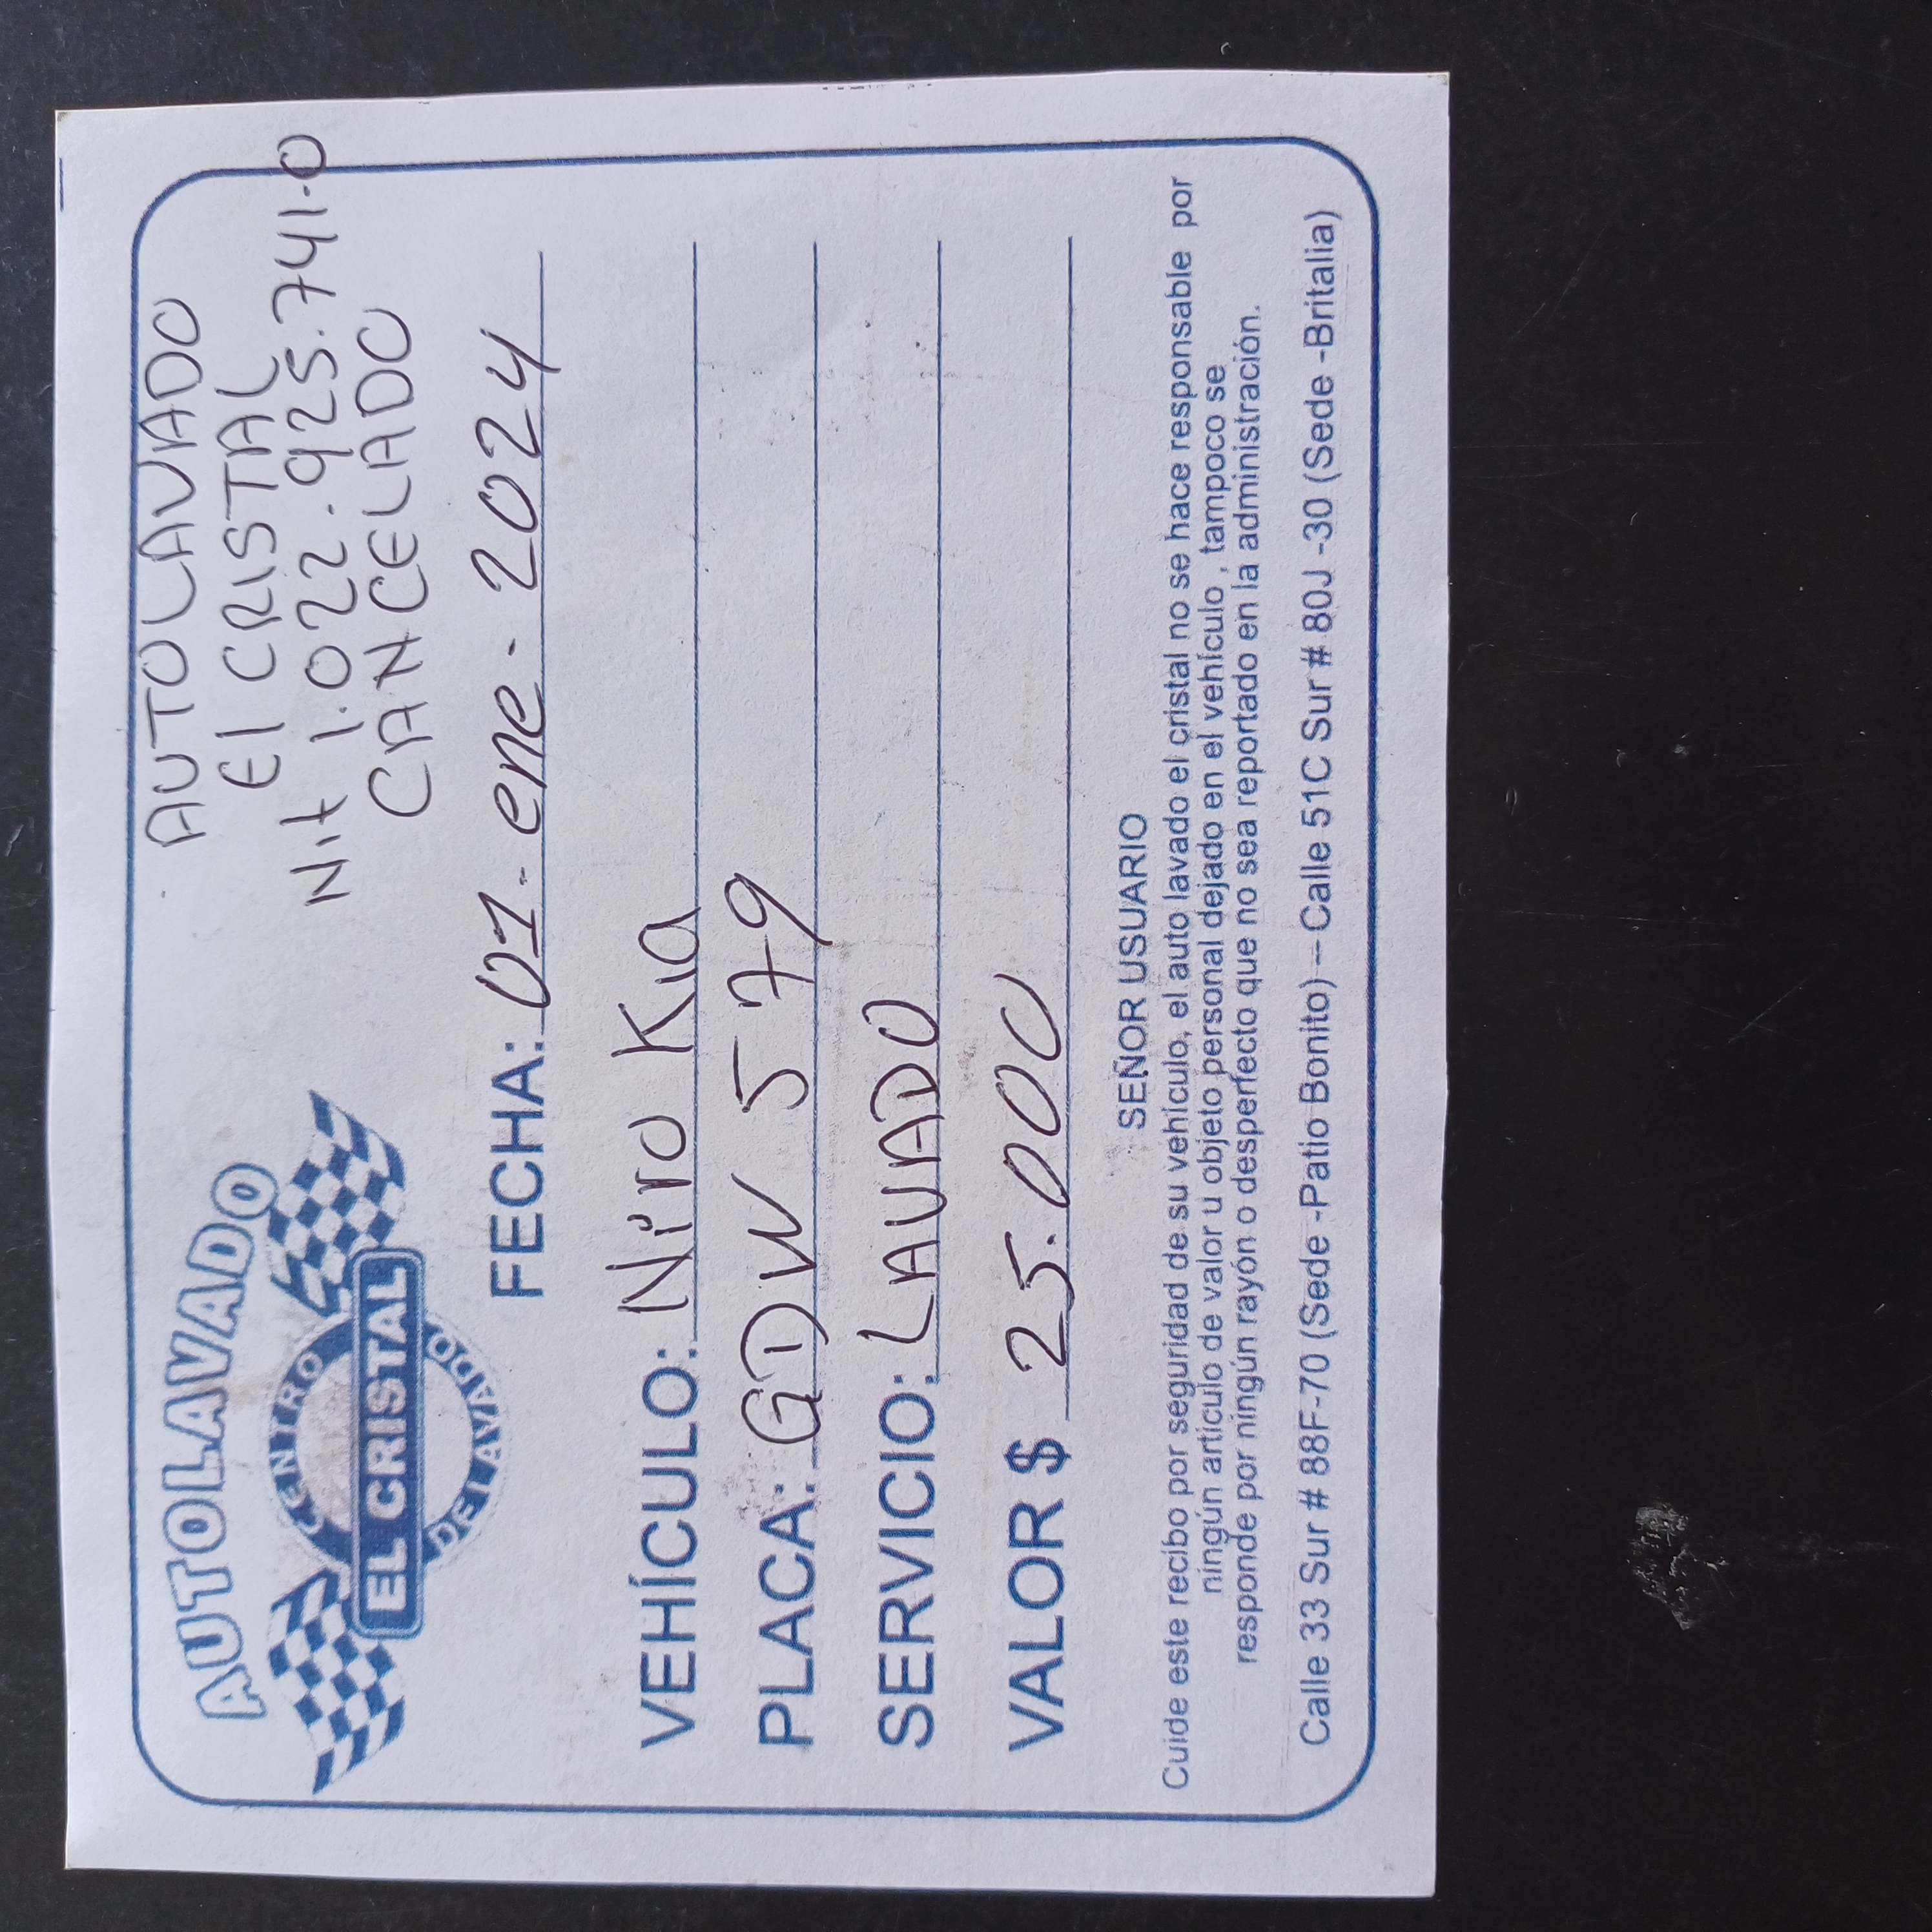 AUTOLAVADO
CENTRO
EL CRISTAL
DE LAVADO
AUTOLAVADO
El CRISTAL
Nit 1.022.925.741-0
CANCELADO
FECHA: 01-ene-2024
VEHÍCULO: Niro Kia
PLACA: GDW 579
SERVICIO: LAVADO
VALOR $ 25.000
SEÑOR USUARIO
Cuide este recibo por seguridad de su vehículo, el auto lavado el cristal no se hace responsable por
ningún artículo de valor u objeto personal dejado en el vehículo , tampoco se
responde por ningún rayón o desperfecto que no sea reportado en la administración.
Calle 33 Sur # 88F-70 (Sede -Patio Bonito)--Calle 51C Sur # 80J -30 (Sede -Britalia)